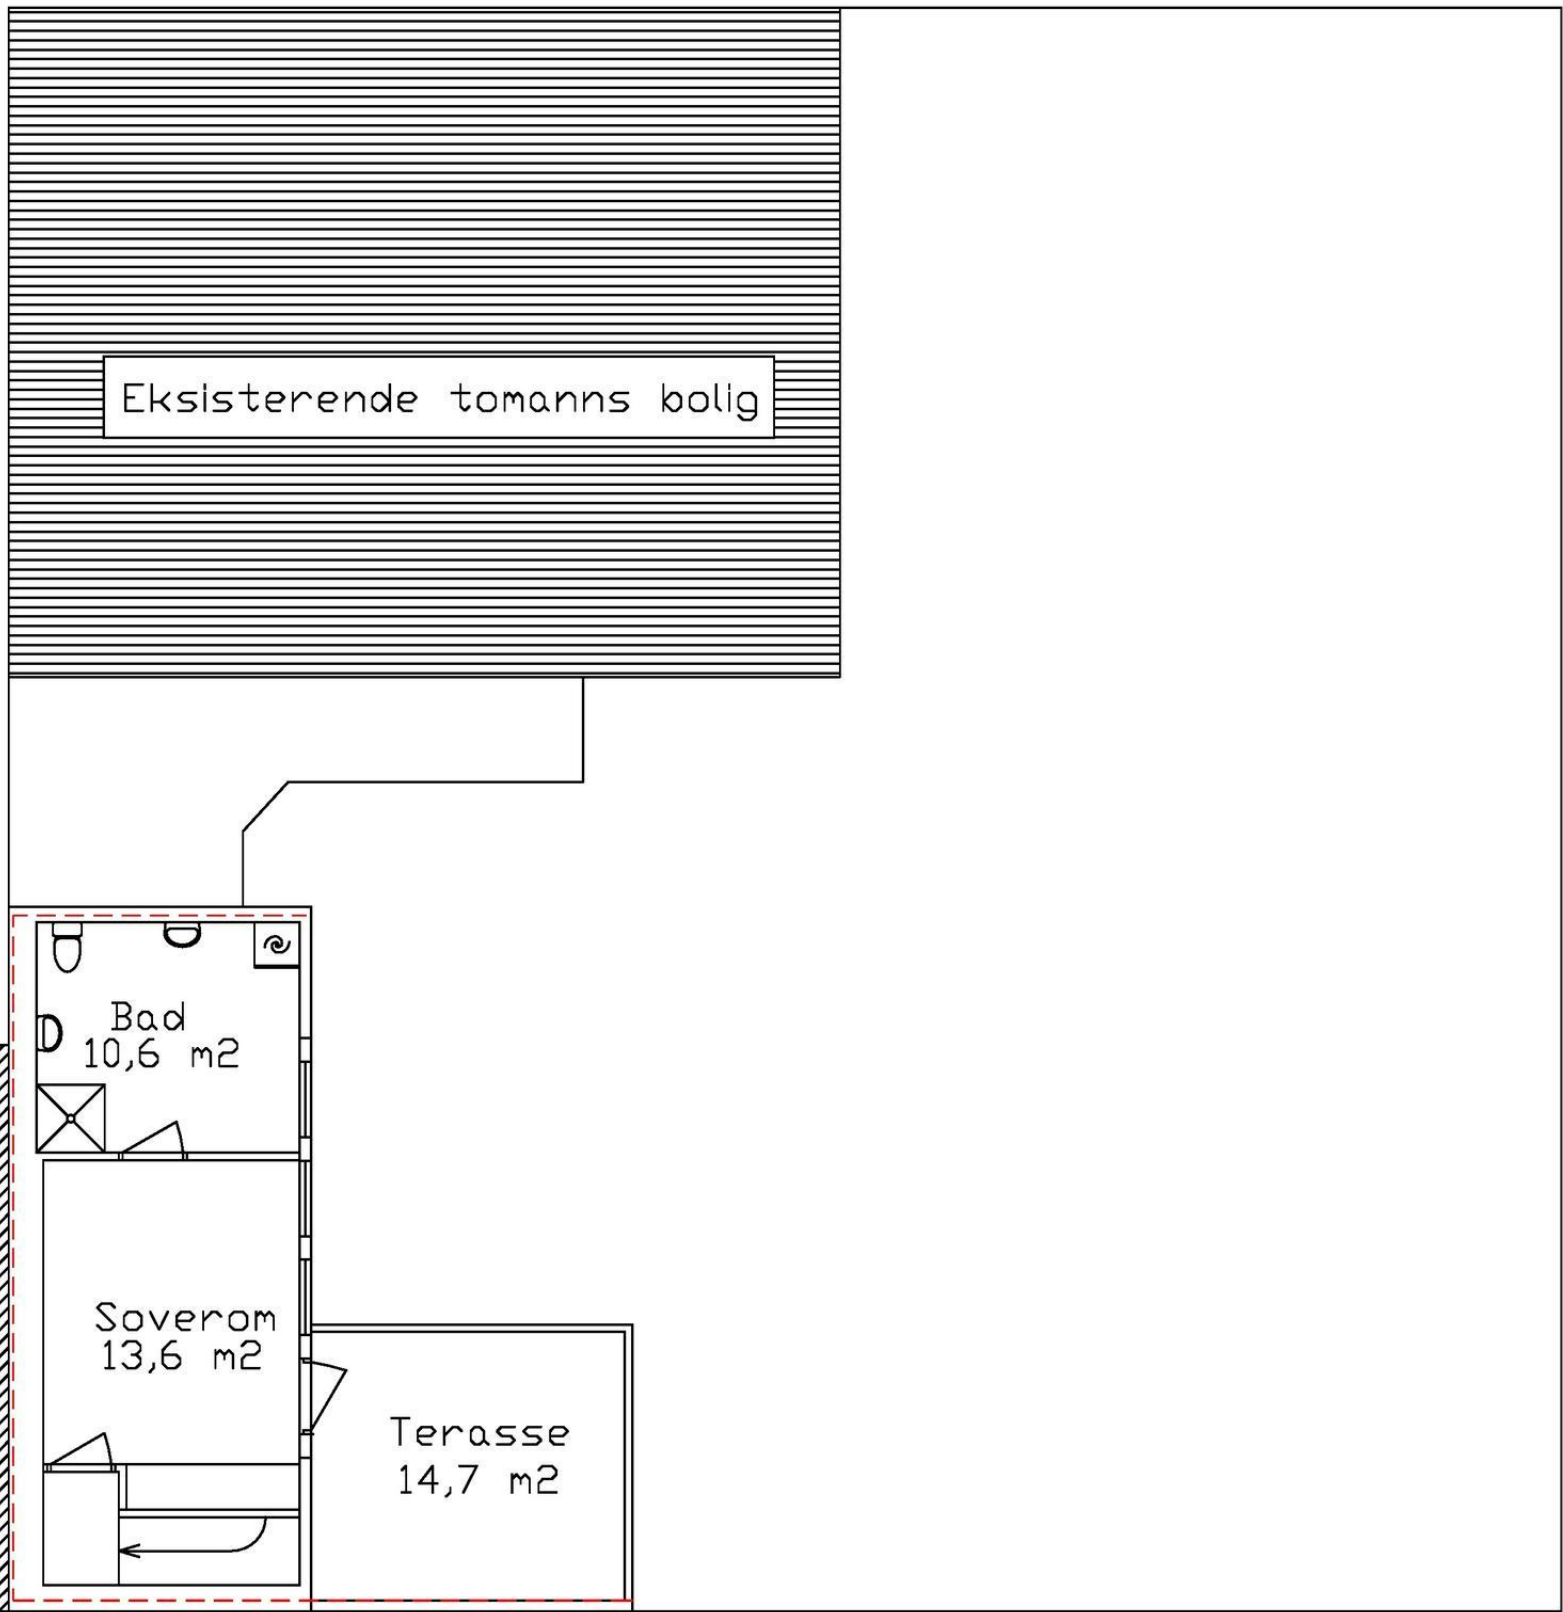 Eksisterende tomanns bolig
Bad
10,6 m2
Soverom
13,6 m2
Terasse
14,7 m2